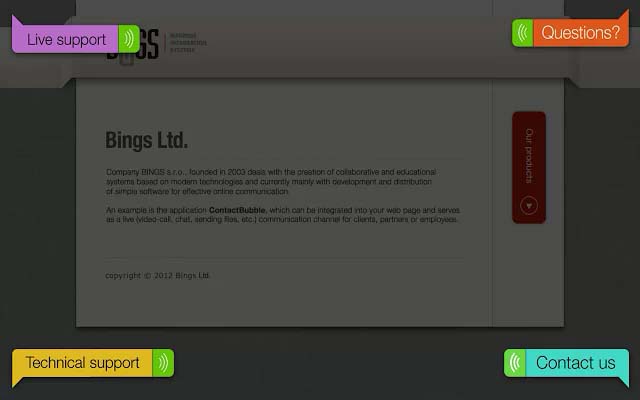 Live support
Questions?
Bings Ltd.
Company BINGS s.r.o., founded in 2003 deals with the creation of collaborative and educational
systems based on modern technologies and currently mainly with development and distribution
of simple software for effective online communication.
An example is the application ContactBubble, which can be integrated into your web page and serves
as a live (video-call, chat, sending files, etc.) communication channel for clients, partners or employees.
Our products
copyright © 2012 Bings Ltd.
Technical support
Contact us